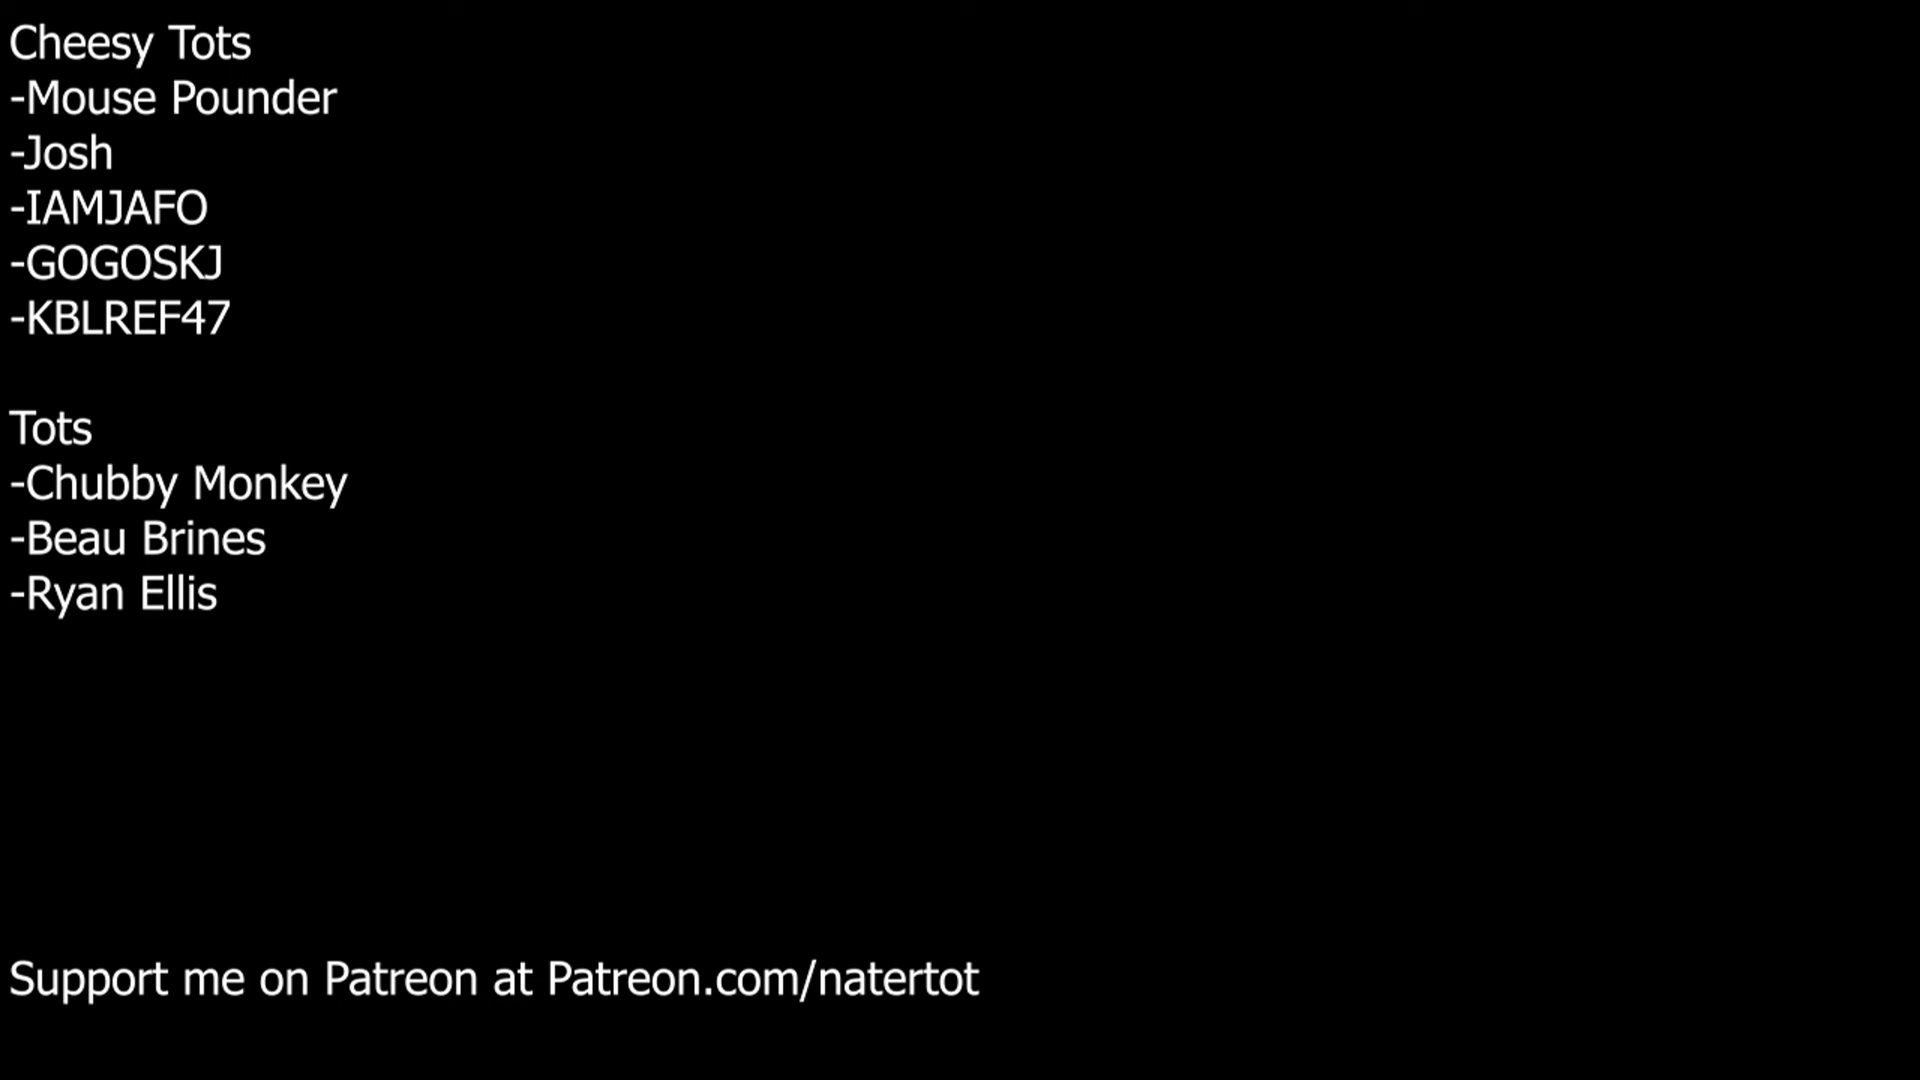 Cheesy Tots
-Mouse Pounder
-Josh
-IAMJAFO
-GOGOSKJ
-KBLREF47
Tots
-Chubby Monkey
-Beau Brines
-Ryan Ellis
Support me on Patreon at Patreon.com/natertot